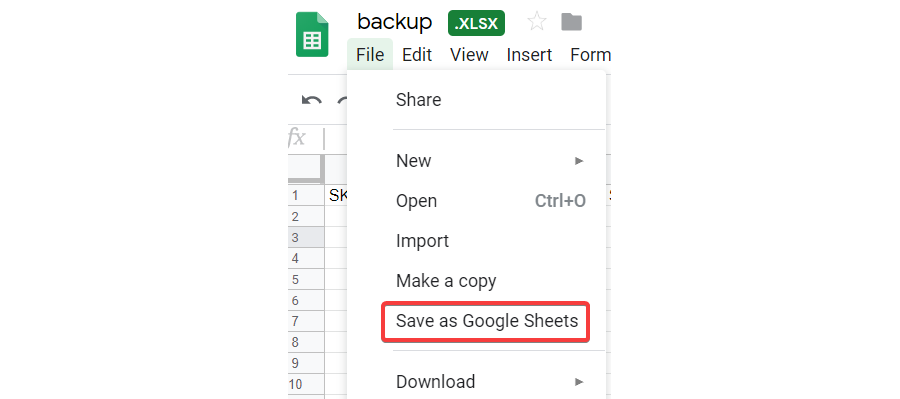 backup .XLSX
File Edit View Insert Form
Share
fx
New
1 SK
Open Ctrl+O
2
3 Import
4
5 Make a copy
6
7 Save as Google Sheets
8
9
10 Download